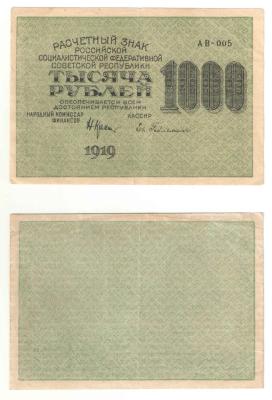 РАСЧЕТНЫЙ ЗНАК
АВ-005
РОССИЙСКОЙ
СОЦИАЛИСТИЧЕСКОЙ ФЕДЕРАТИВНОЙ
СОВЕТСКОЙ РЕСПУБЛИКИ
ТЫСЯЧА
РУБЛЕЙ
1000
ОБЕСПЕЧИВАЕТСЯ ВСЕМ
ДОСТОЯНИЕМ РЕСПУБЛИКИ
НАРОДНЫЙ КОМИССАР
ФИНАНСОВ
КАССИР
1919